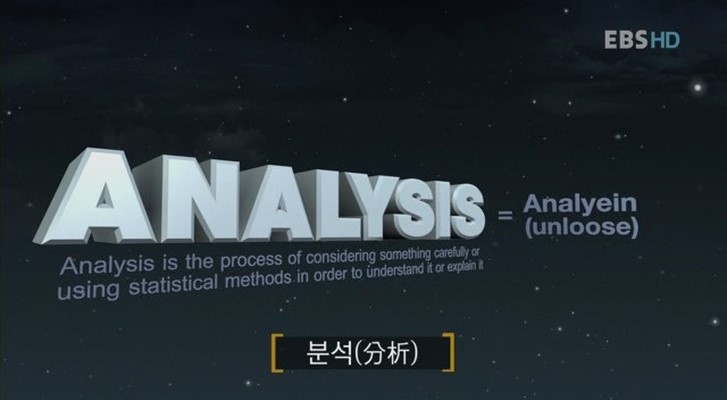 EBS HD
ANALYSIS
= Analyein
(unloose)
Analysis is the process of considering something carefully or
using statistical methods in order to understand it or explain it
[분석(分析)]